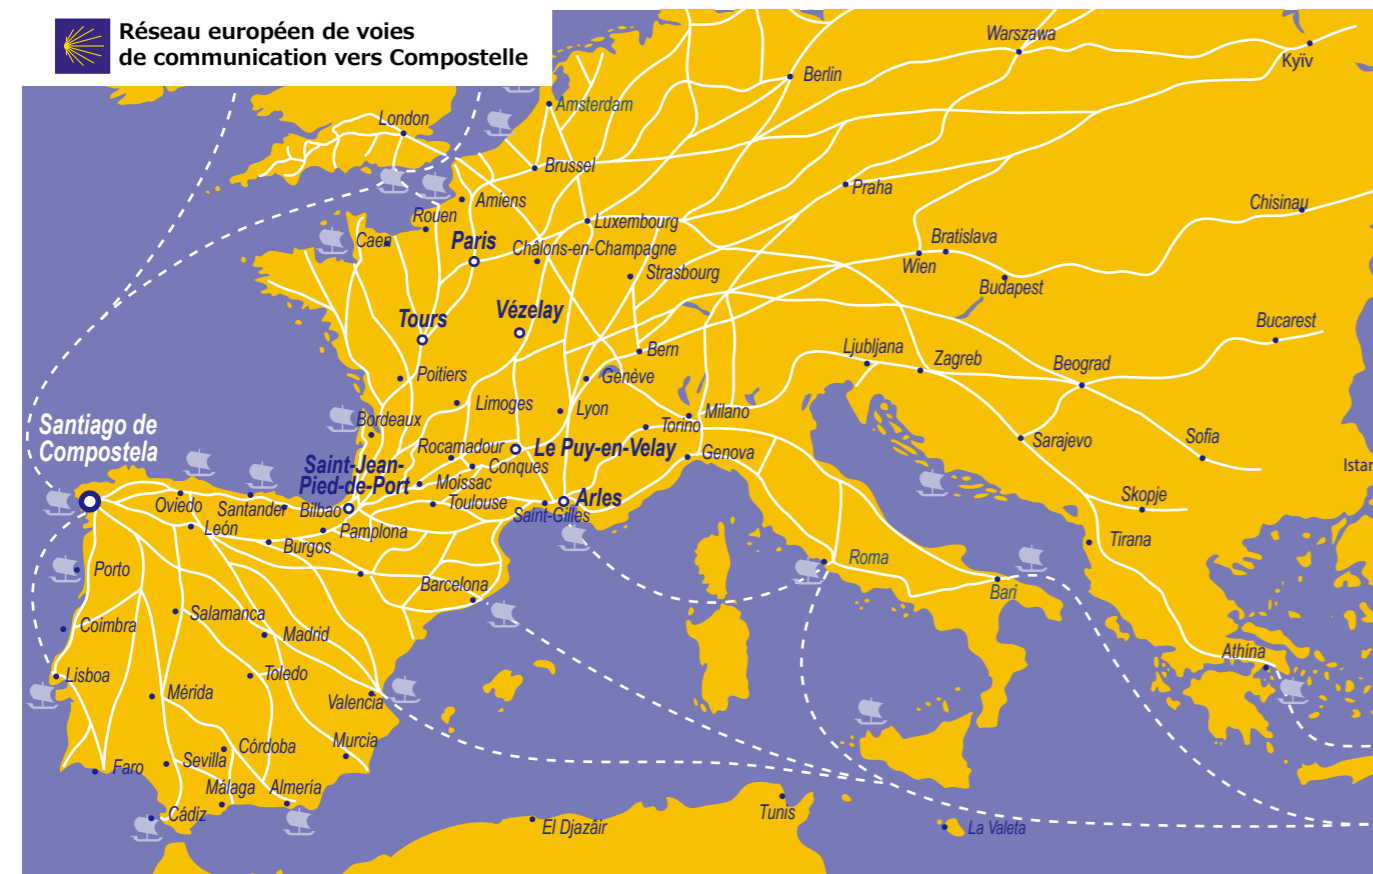 Réseau européen de voies
de communication vers Compostelle
Warszawa
Kyïv
Berlin
Amsterdam
London
Brussel
Praha
Amiens
Chisinau
Rouen
Luxembourg
Caen
Paris
Châlons-en-Champagne
Bratislava
Wien
Strasbourg
Budapest
Vézelay
Tours
Bucarest
Bern
Ljubljana
Zagreb
Beograd
Poitiers
Genève
Limoges
Lyon
Milano
Bordeaux
Torino
Santiago de
Compostela
Rocamadour
Le Puy-en-Velay
Genova
Sarajevo
Sofia
Saint-Jean-
Pied-de-Port
Conques
Istan
Moissac
Arles
Skopje
Oviedo
Santander
Bilbao
Toulouse
Saint-Gilles
León
Pamplona
Burgos
Tirana
Roma
Porto
Barcelona
Bari
Salamanca
Coimbra
Madrid
Athína
Lisboa
Toledo
Mérida
Valencia
Murcia
Córdoba
Sevilla
Faro
Málaga
Almería
Cádiz
Tunis
El Djazâir
La Valeta